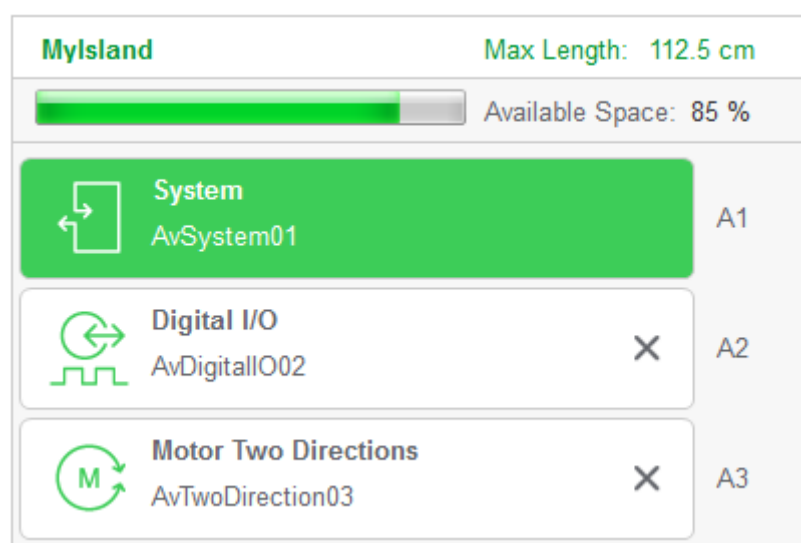 MyIsland Max Length: 112.5 cm
Available Space: 85 %
System
AvSystem01
A1
Digital I/O
AvDigitalIO02
A2
M
Motor Two Directions
AvTwoDirection03
A3